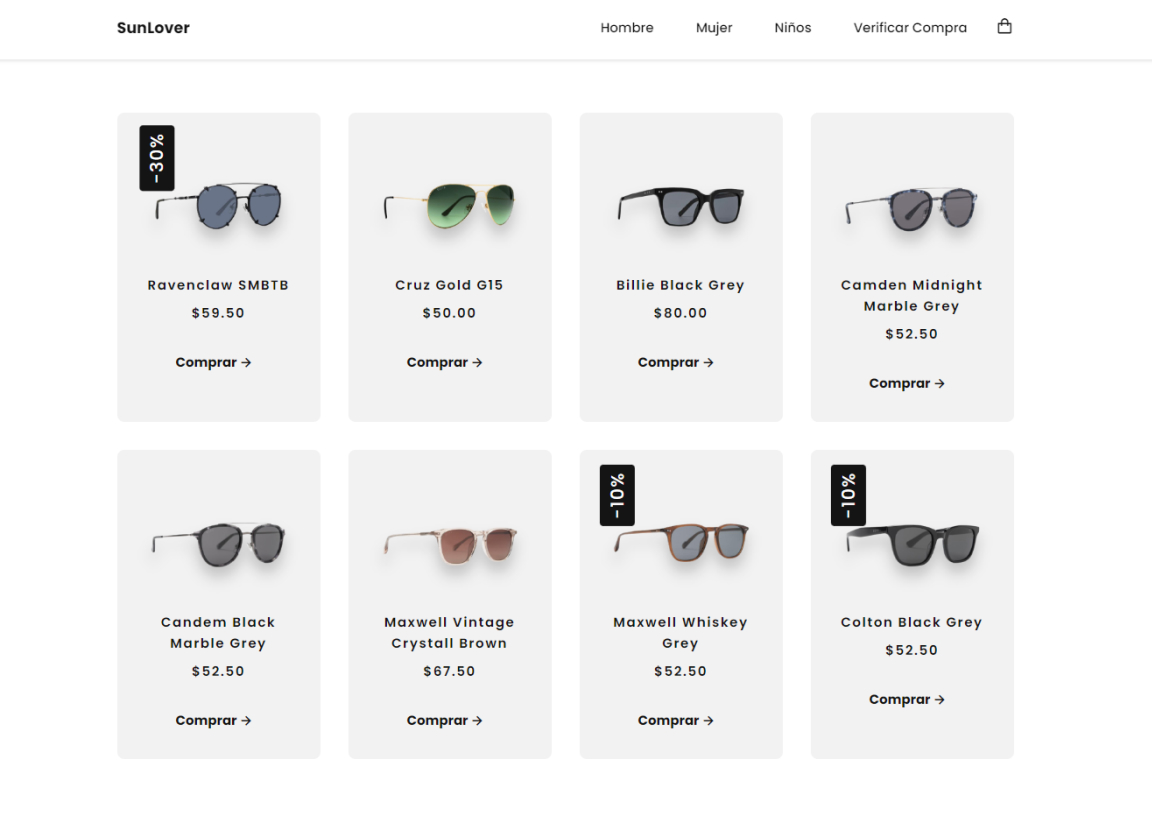 SunLover
Hombre Mujer Niños Verificar Compra
-30%
Ravenclaw SMBTB
$59.50
Comprar →
Cruz Gold G15
$50.00
Comprar →
Billie Black Grey
$80.00
Comprar →
Camden Midnight
Marble Grey
$52.50
Comprar →
Candem Black
Marble Grey
$52.50
Comprar →
Maxwell Vintage
Crystall Brown
$67.50
Comprar →
-10%
Maxwell Whiskey
Grey
$52.50
Comprar →
-10%
Colton Black Grey
$52.50
Comprar →